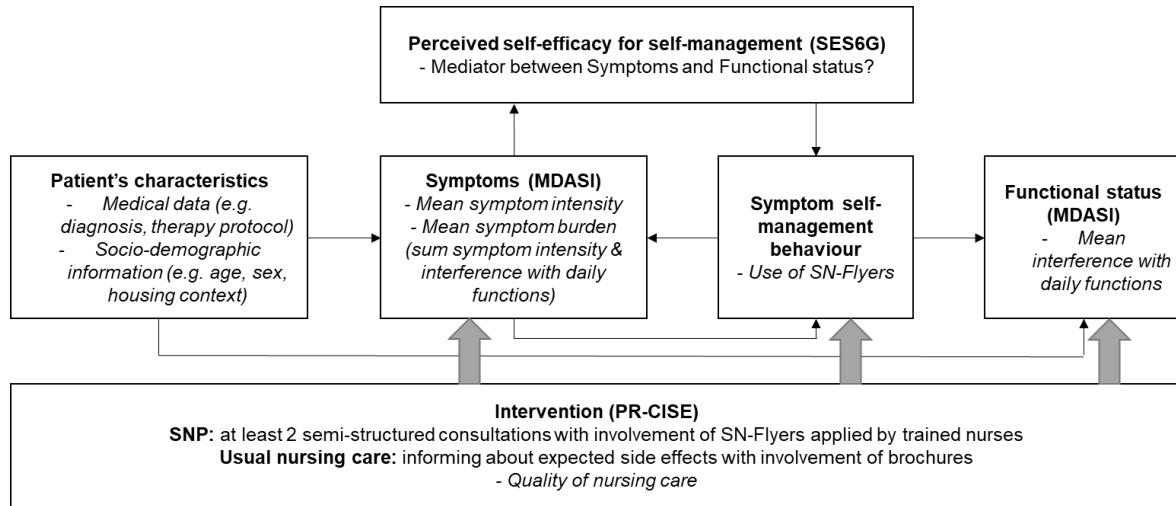 Perceived self-efficacy for self-management (SES6G)
- Mediator between Symptoms and Functional status?
Patient's characteristics
- Medical data (e.g.
diagnosis, therapy protocol)
- Socio-demographic
information (e.g. age, sex,
housing context)
Symptoms (MDASI)
- Mean symptom intensity
- Mean symptom burden
(sum symptom intensity &
interference with daily
functions)
Symptom self-
management
behaviour
- Use of SN-Flyers
Functional status
(MDASI)
- Mean
interference with
daily functions
Intervention (PR-CISE)
SNP: at least 2 semi-structured consultations with involvement of SN-Flyers applied by trained nurses
Usual nursing care: informing about expected side effects with involvement of brochures
- Quality of nursing care